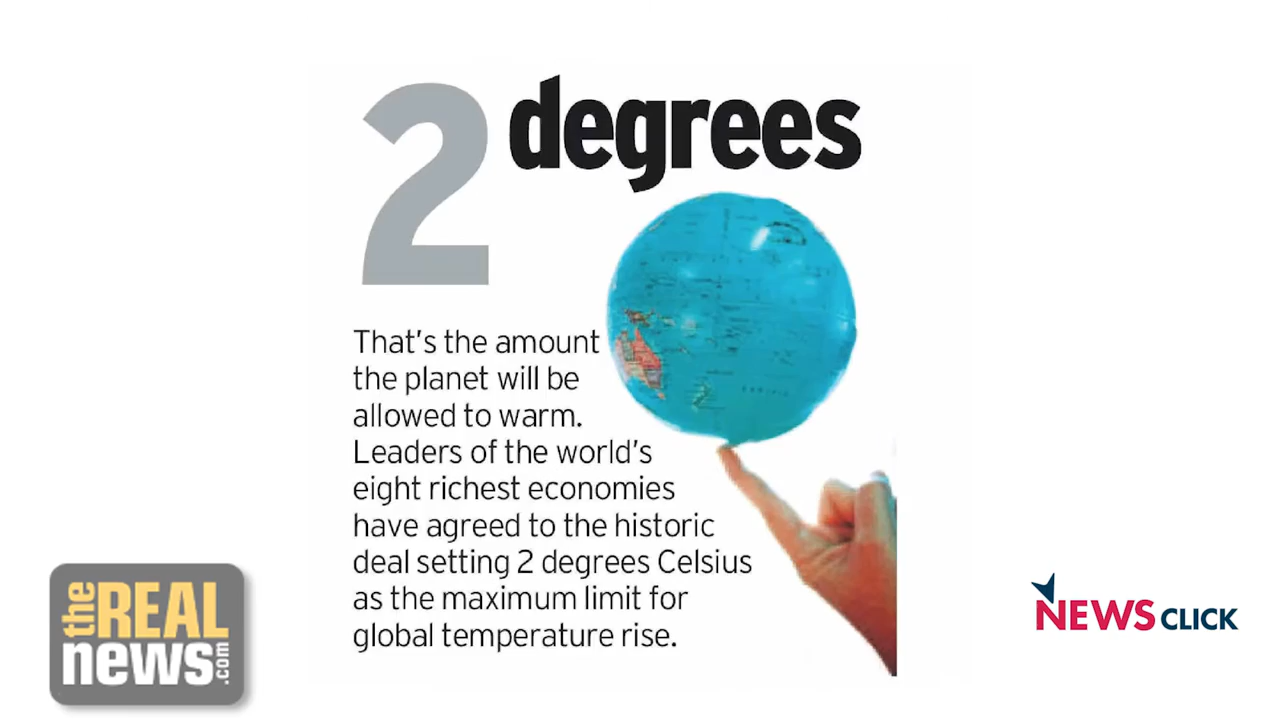 2 degrees
That's the amount
the planet will be
allowed to warm.
Leaders of the world's
eight richest economies
have agreed to the historic
deal setting 2 degrees Celsius
as the maximum limit for
global temperature rise.
the REAL
news.com
NEWSCLICK